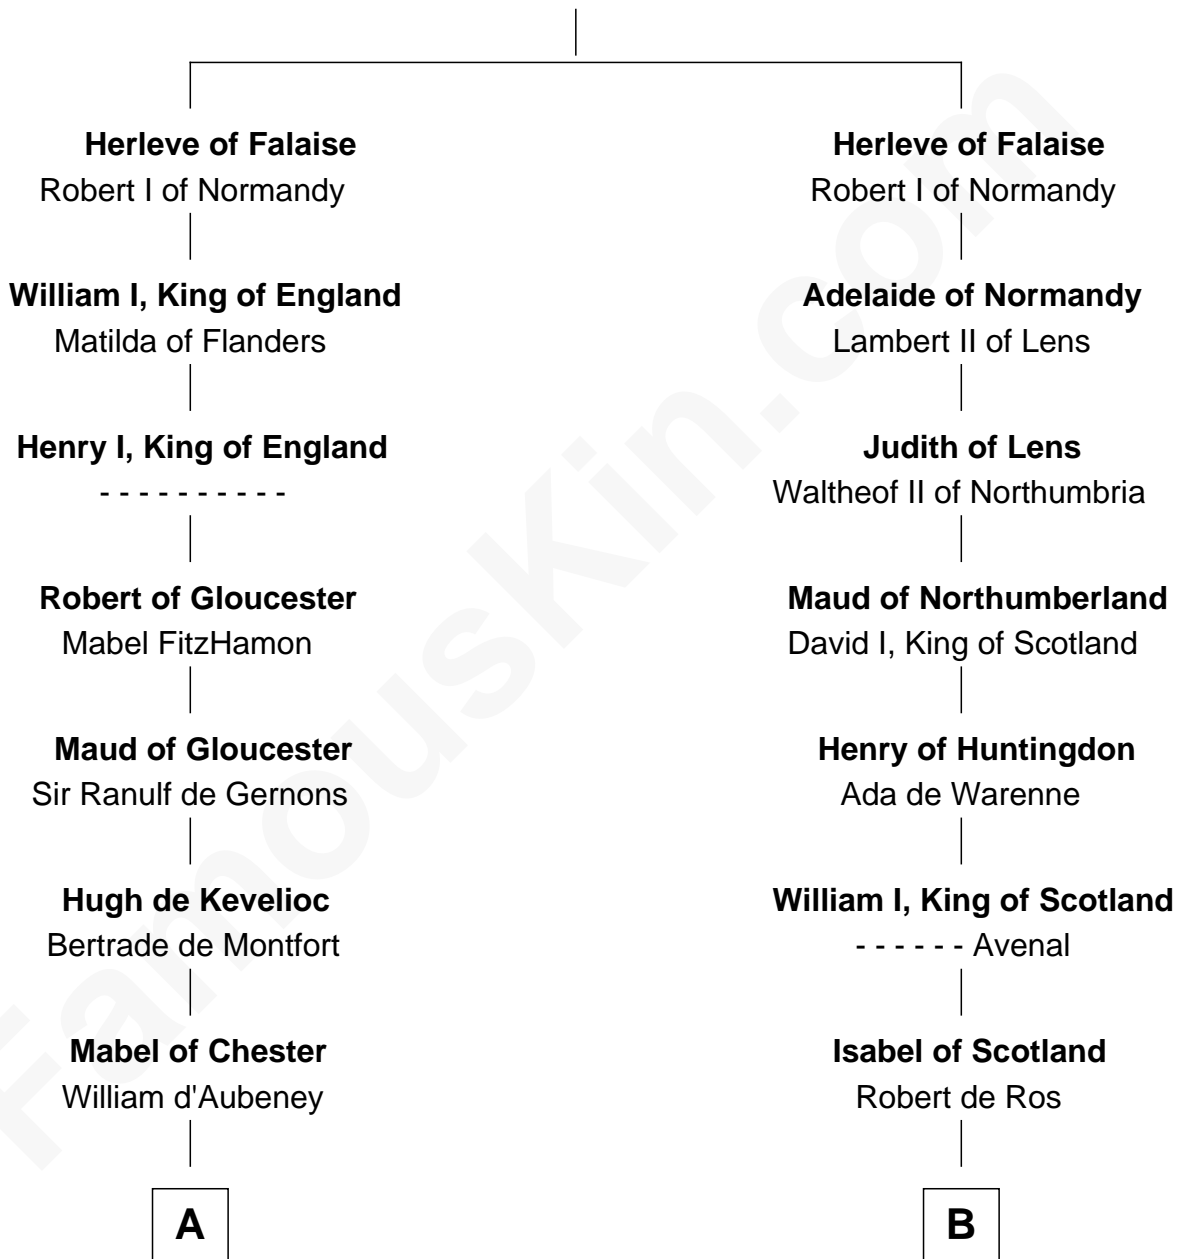 Herleve of Falaise
Robert I of Normandy
William I, King of England
Matilda of Flanders
Henry I, King of England
- - - - - - - - - -
Robert of Gloucester
Mabel FitzHamon
Maud of Gloucester
Sir Ranulf de Gernons
Hugh de Kevelioc
Bertrade de Montfort
Mabel of Chester
William d'Aubeney
A
Herleve of Falaise
Robert I of Normandy
Adelaide of Normandy
Lambert II of Lens
Judith of Lens
Waltheof II of Northumbria
Maud of Northumberland
David I, King of Scotland
Henry of Huntingdon
Ada de Warenne
William I, King of Scotland
- - - - - - Avenal
Isabel of Scotland
Robert de Ros
B
FamousKin.com